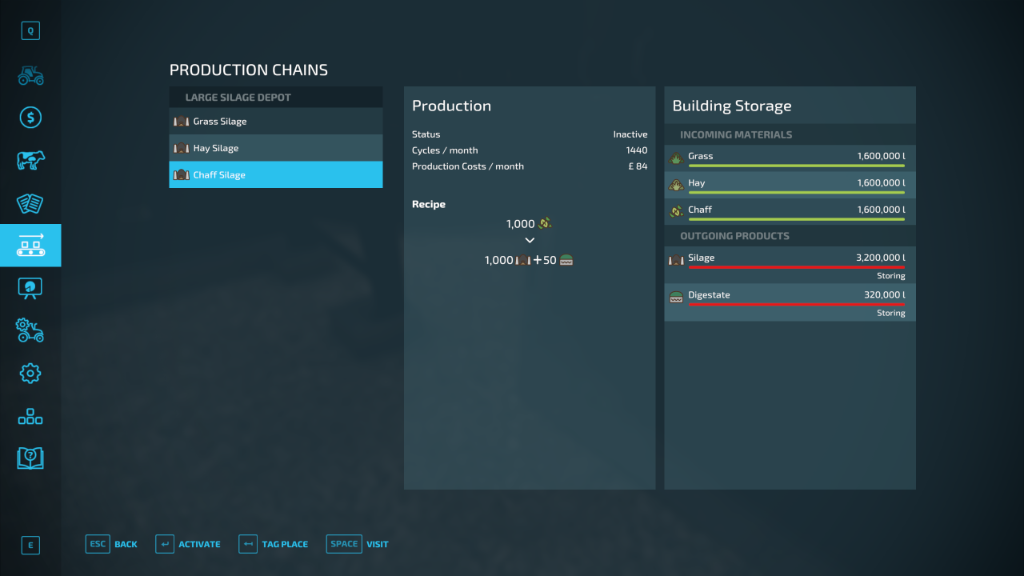 Q
PRODUCTION CHAINS
LARGE SILAGE DEPOT
Grass Silage
Hay Silage
Chaff Silage
Production
Status Inactive
Cycles / month 1440
Production Costs / month £ 84
Recipe
1,000
1,000 + 50
Building Storage
INCOMING MATERIALS
Grass 1,600,000 l
Hay 1,600,000 l
Chaff 1,600,000 l
OUTGOING PRODUCTS
Silage 3,200,000 l
Storing
Digestate 320,000 l
Storing
E
ESC BACK ACTIVATE TAG PLACE SPACE VISIT